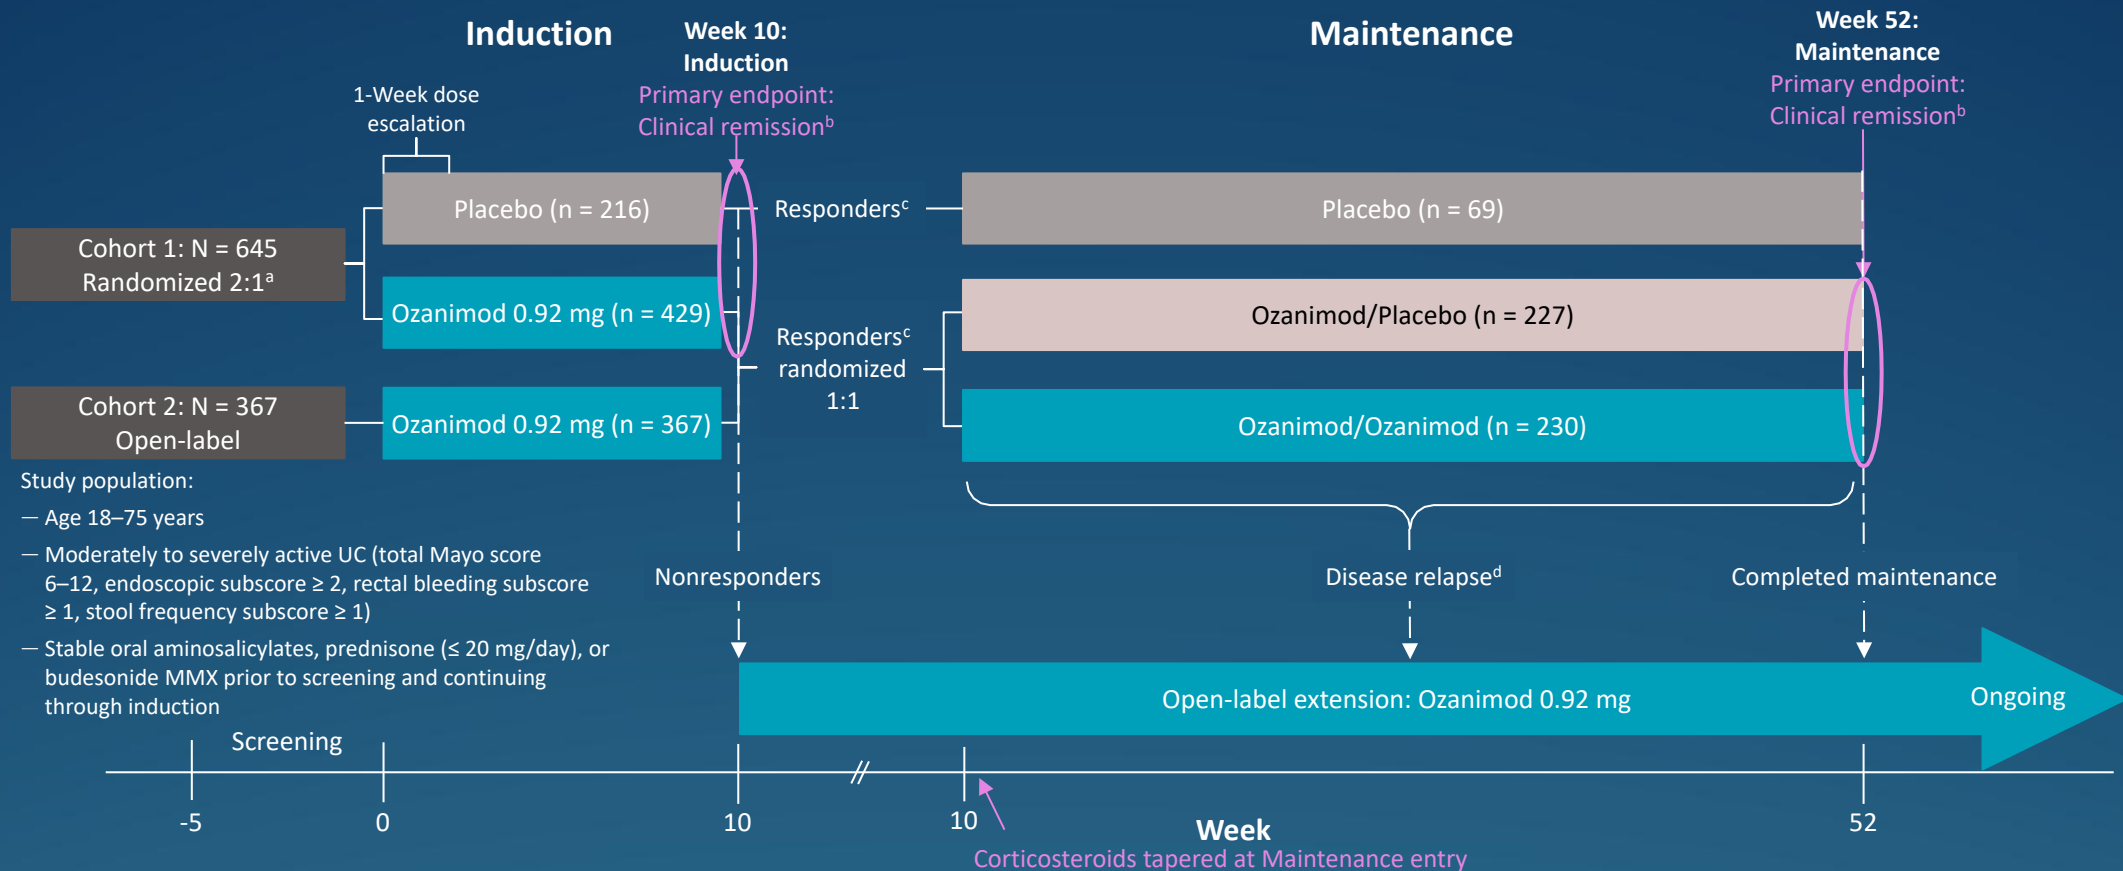 Induction
Week 10:
Induction
Primary endpoint:
Clinical remissionᵇ
Maintenance
Week 52:
Maintenance
Primary endpoint:
Clinical remissionᵇ
1-Week dose
escalation
Placebo (n = 216)
Respondersᶜ
Placebo (n = 69)
Cohort 1: N = 645
Randomized 2:1ᵃ
Ozanimod 0.92 mg (n = 429)
Respondersᶜ
randomized
1:1
Ozanimod/Placebo (n = 227)
Cohort 2: N = 367
Open-label
Ozanimod 0.92 mg (n = 367)
Ozanimod/Ozanimod (n = 230)
Study population:
— Age 18–75 years
— Moderately to severely active UC (total Mayo score
6–12, endoscopic subscore ≥ 2, rectal bleeding subscore
≥ 1, stool frequency subscore ≥ 1)
— Stable oral aminosalicylates, prednisone (≤ 20 mg/day), or
budesonide MMX prior to screening and continuing
through induction
Nonresponders
Disease relapseᵈ
Completed maintenance
Open-label extension: Ozanimod 0.92 mg
Ongoing
Screening
-5
0
10
10
52
Week
Corticosteroids tapered at Maintenance entry